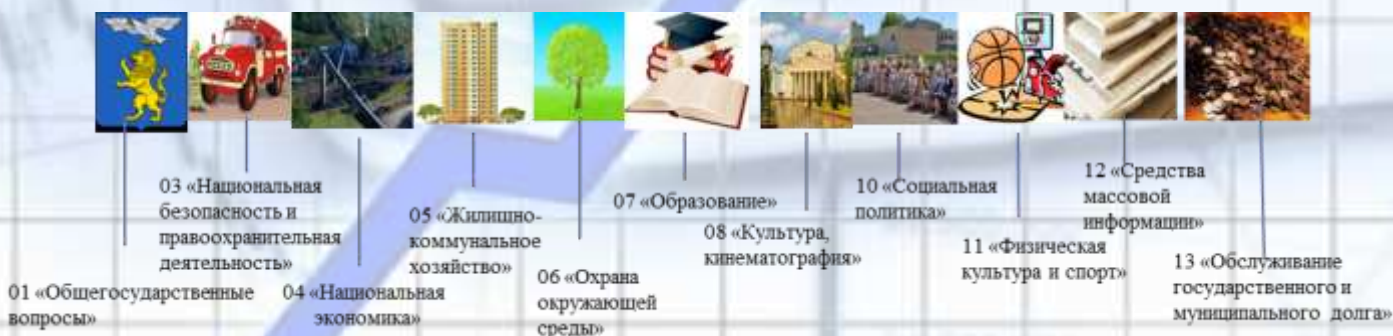 01 «Общегосударственные
вопросы»
03 «Национальная
безопасность и
правоохранительная
деятельность»
04 «Национальная
экономика»
05 «Жилищно-
коммунальное
хозяйство»
06 «Охрана
окружающей
среды»
07 «Образование»
08 «Культура,
кинематография»
10 «Социальная
политика»
11 «Физическая
культура и спорт»
12 «Средства
массовой
информации»
13 «Обслуживание
государственного и
муниципального долга»